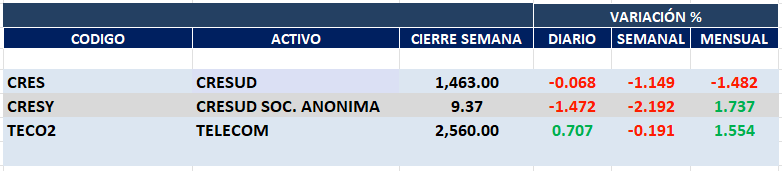 VARIACIÓN %
CODIGO ACTIVO CIERRE SEMANA DIARIO SEMANAL MENSUAL
CRES CRESUD 1,463.00 -0.068 -1.149 -1.482
CRESY CRESUD SOC. ANONIMA 9.37 -1.472 -2.192 1.737
TECO2 TELECOM 2,560.00 0.707 -0.191 1.554